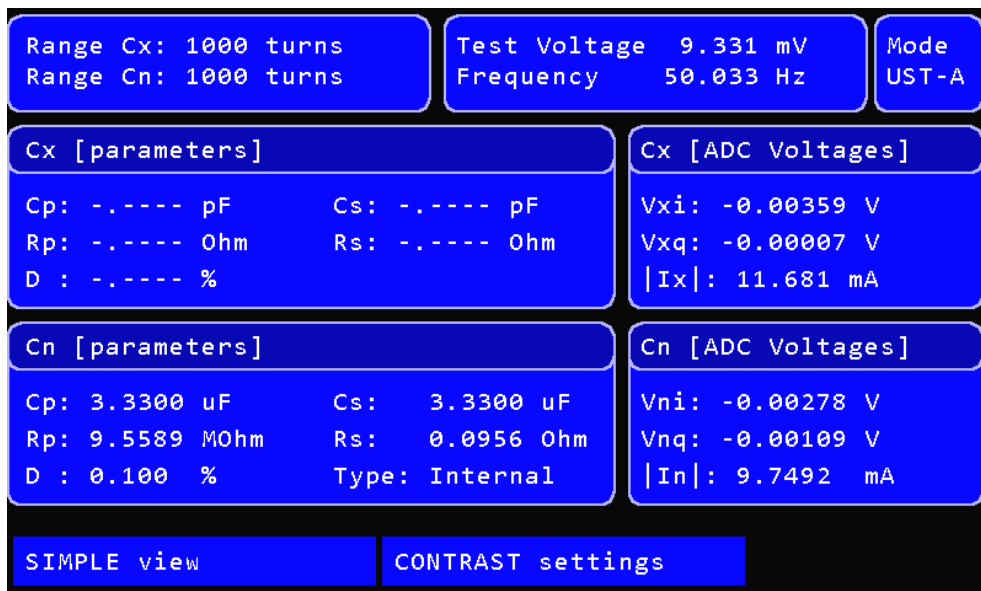 Range Cx: 1000 turns
Range Cn: 1000 turns
Test Voltage 9.331 mV
Frequency 50.033 Hz
Mode
UST-A
Cx [parameters]
Cp: -.---- pF Cs: -.---- pF
Rp: -.---- Ohm Rs: -.---- Ohm
D : -.---- %
Cx [ADC Voltages]
Vxi: -0.00359 V
Vxq: -0.00007 V
|Ix|: 11.681 mA
Cn [parameters]
Cp: 3.3300 uF Cs: 3.3300 uF
Rp: 9.5589 MOhm Rs: 0.0956 Ohm
D : 0.100 % Type: Internal
Cn [ADC Voltages]
Vni: -0.00278 V
Vnq: -0.00109 V
|In|: 9.7492 mA
SIMPLE view
CONTRAST settings